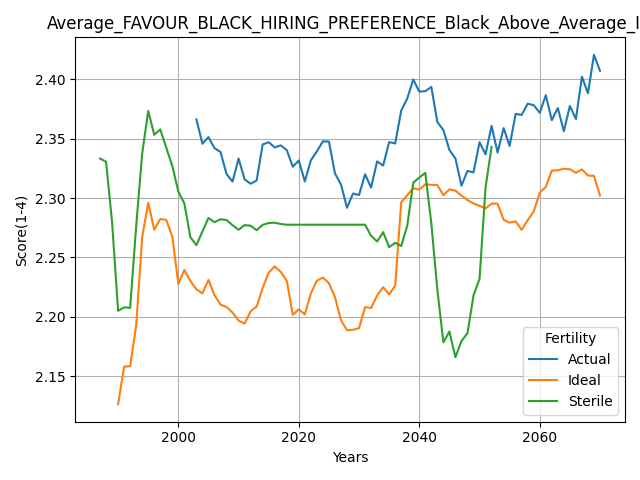 Average_FAVOUR_BLACK_HIRING_PREFERENCE_Black_Above_Average_I
Score(1-4)
2.40
2.35
2.30
2.25
2.20
2.15
2000 2020 2040 2060
Years
Fertility
Actual
Ideal
Sterile